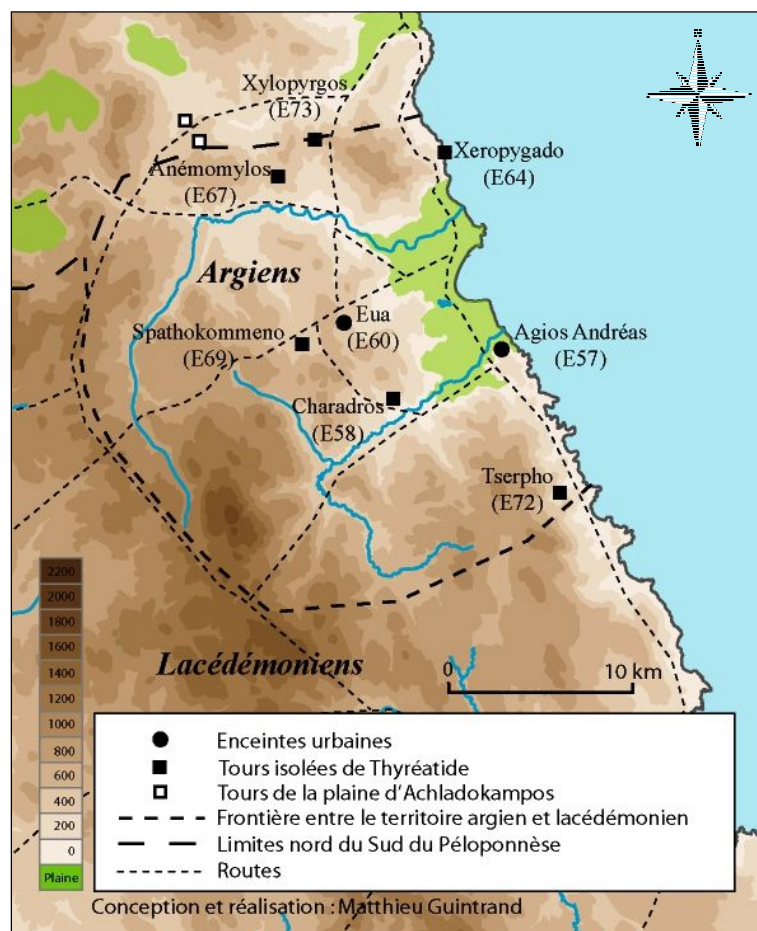 Xylopyrgos
(E73)
Xeropygado
(E64)
Anémomylos
(E67)
Argiens
Eua
(E60)
Spathokommeno
(E69)
Agios Andréas
(E57)
Charadros
(E58)
Tserpho
(E72)
Lacédémoniens
0 10 km
2200
2000
1800
1600
1400
1200
1000
800
600
400
200
0
Plaine
Enceintes urbaines
Tours isolées de Thyréatide
Tours de la plaine d'Achladokampos
Frontière entre le territoire argien et lacédémonien
Limites nord du Sud du Péloponnèse
Routes
Conception et réalisation : Matthieu Guintrand